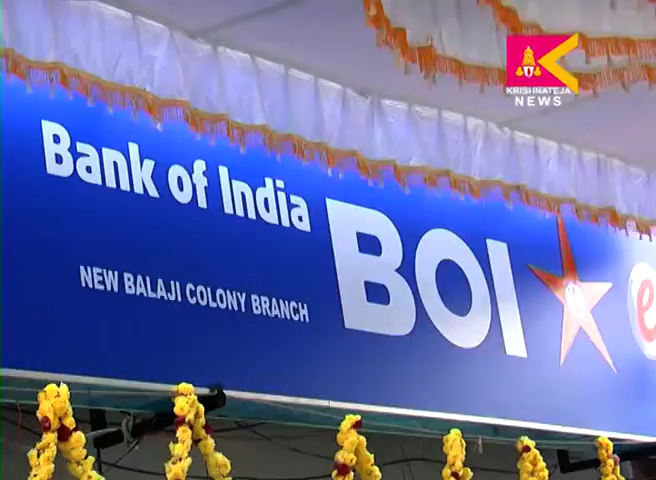 KRISHNATEJA
NEWS
Bank of India
BOI
NEW BALAJI COLONY BRANCH
e